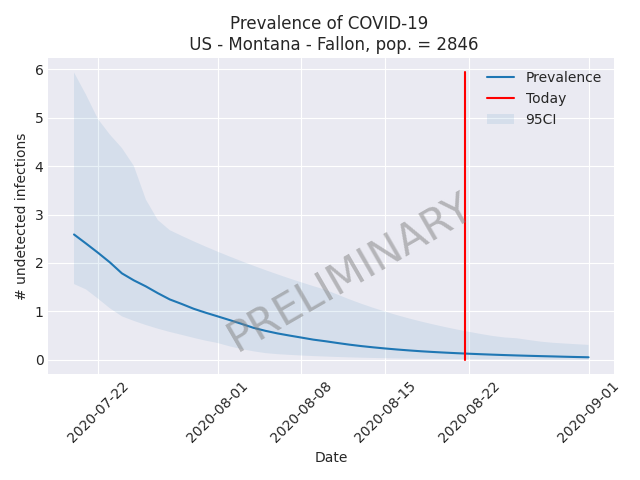 Prevalence of COVID-19
US - Montana - Fallon, pop. = 2846
6
5
4
3
2
1
0
# undetected infections
Prevalence
Today
95CI
PRELIMINARY
2020-07-22
2020-08-01
2020-08-08
2020-08-15
2020-08-22
2020-09-01
Date